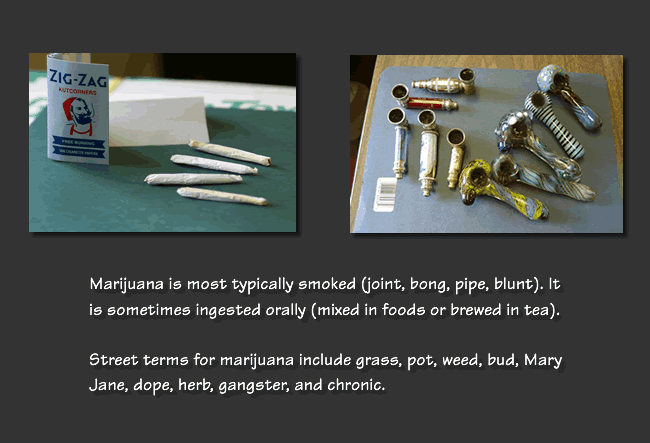 ZIG-ZAG
KUTCORNERS
FREE BURNING
Marijuana is most typically smoked (joint, bong, pipe, blunt). It
is sometimes ingested orally (mixed in foods or brewed in tea).
Street terms for marijuana include grass, pot, weed, bud, Mary
Jane, dope, herb, gangster, and chronic.